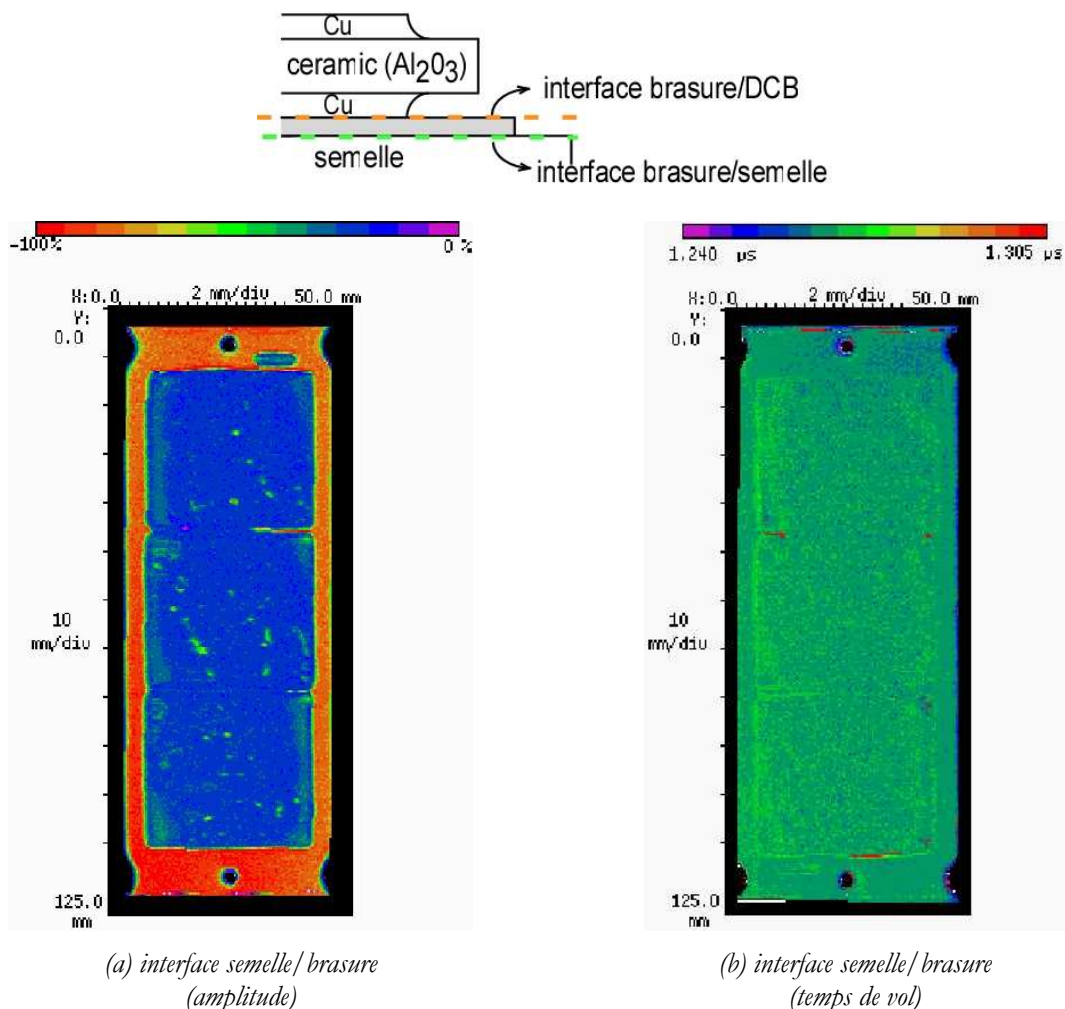 Cu
ceramic (Al2O3)
Cu
interface brasure/DCB
semelle
interface brasure/semelle
-100% 0 %
X:0.0 2 mm/div 50.0 mm
Y:
0.0
10
mm/div
125.0
mm
1.240 µs 1.305 µs
X:0.0 2 mm/div 50.0 mm
Y:
0.0
10
mm/div
125.0
mm
(a) interface semelle/brasure
(amplitude)
(b) interface semelle/brasure
(temps de vol)